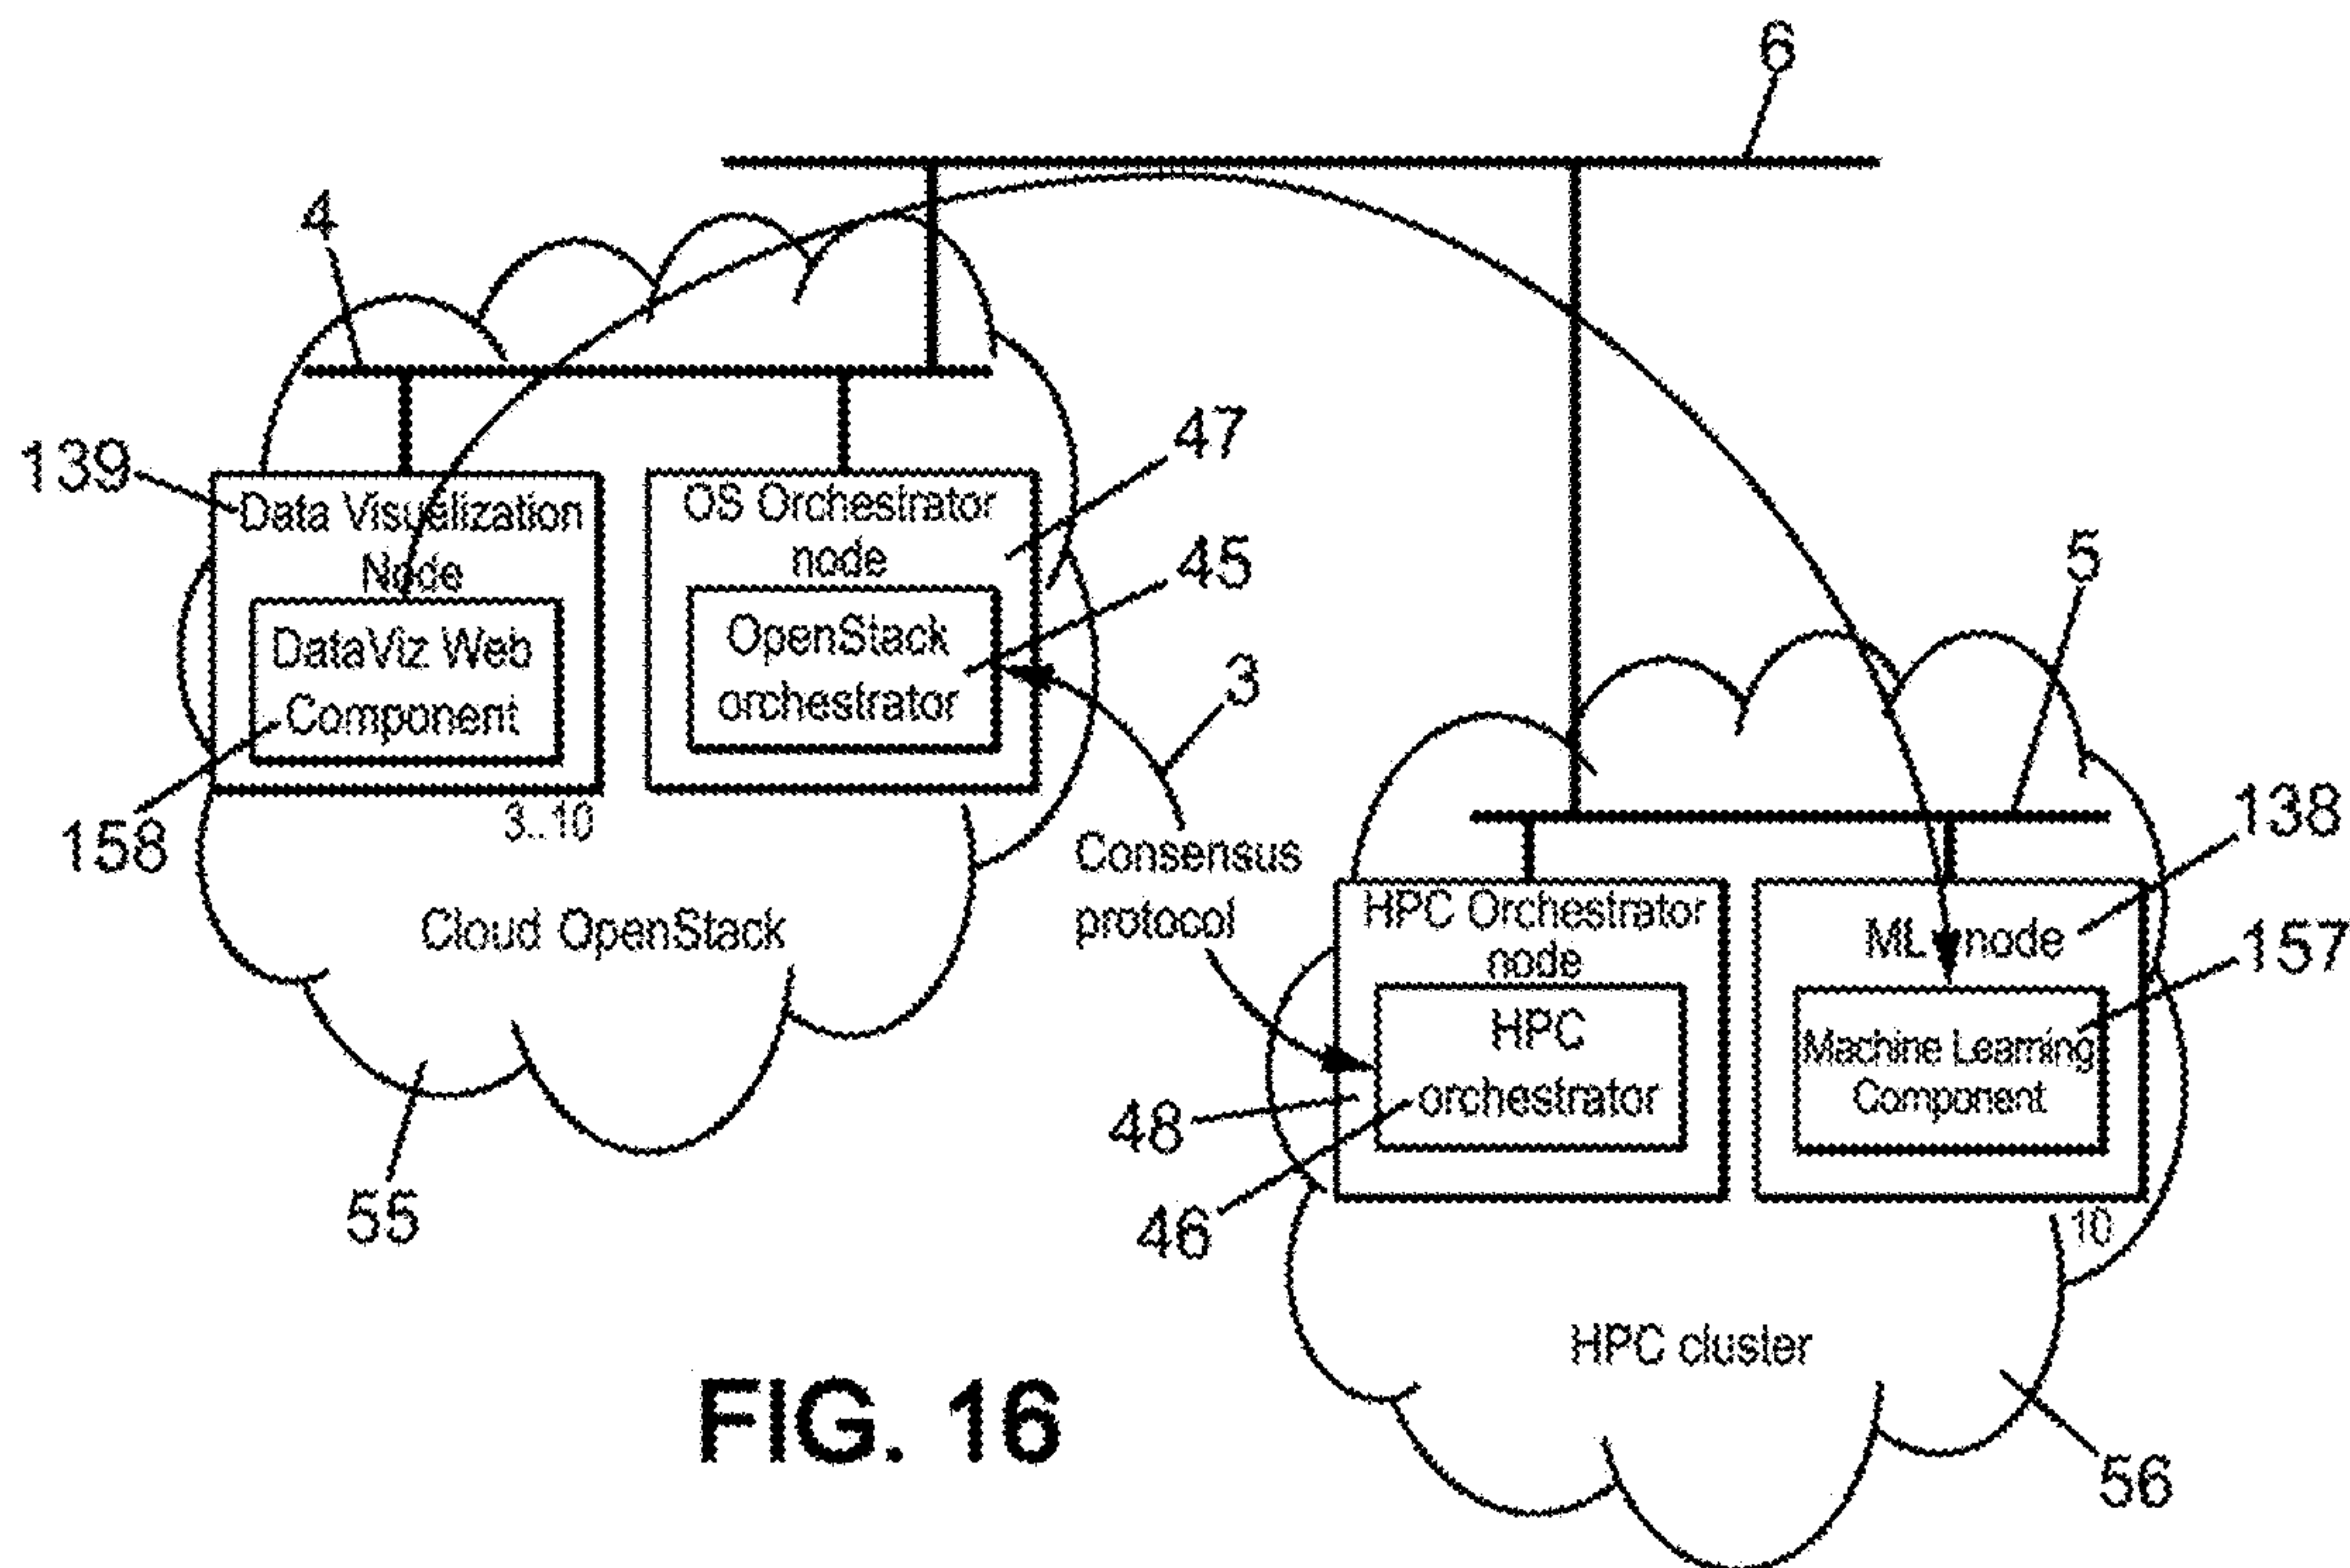 6
4
139
Data Visualization
Node
DataViz Web
Component
158
3..10
OS Orchestrator
node
OpenStack
orchestrator
47
45
3
Consensus
protocol
Cloud OpenStack
55
5
138
157
HPC Orchestrator
node
HPC
orchestrator
48
46
ML node
Machine Learning
Component
10
HPC cluster
56
FIG. 16